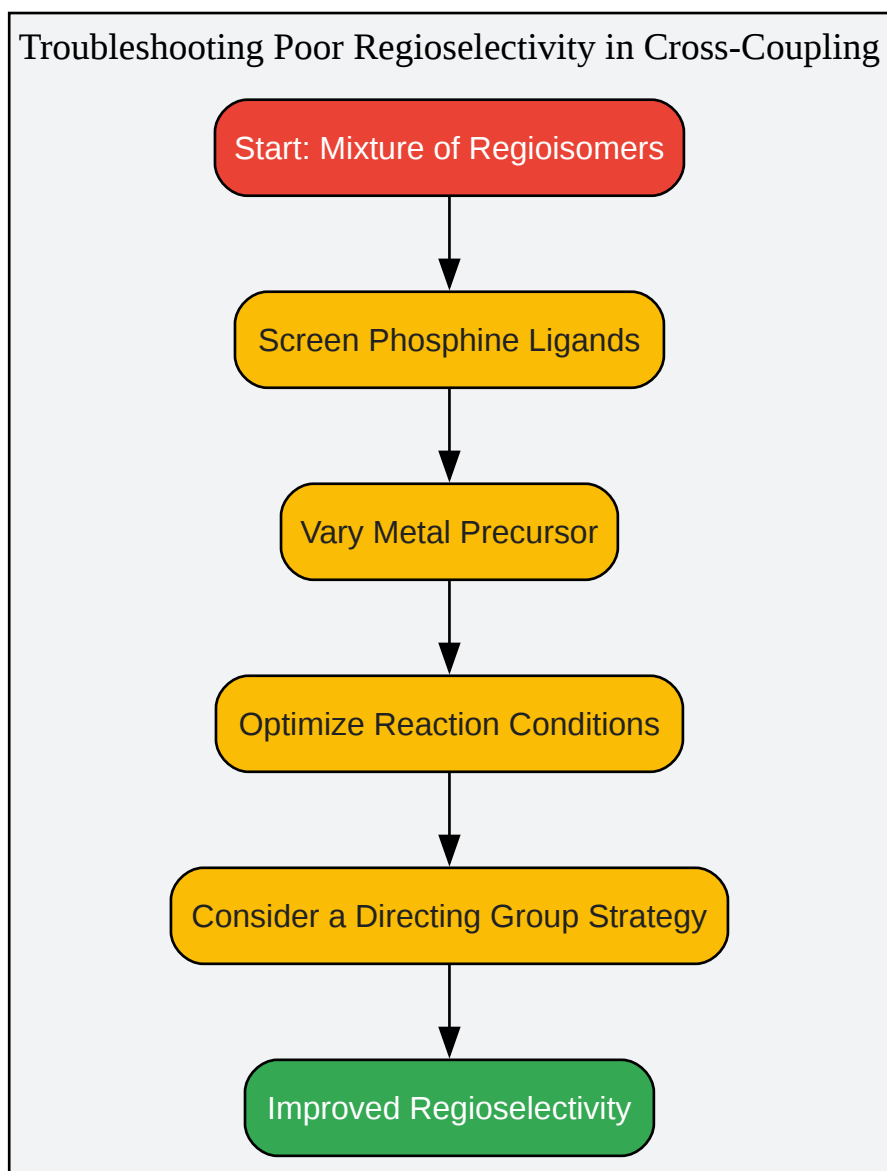 Troubleshooting Poor Regioselectivity in Cross-Coupling
Start: Mixture of Regioisomers
Screen Phosphine Ligands
Vary Metal Precursor
Optimize Reaction Conditions
Consider a Directing Group Strategy
Improved Regioselectivity